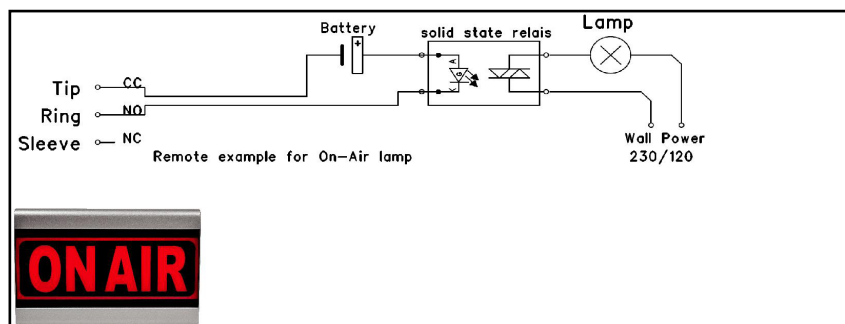 Lamp
Battery
solid state relais
+
A
G
K
Tip CC
Ring NO
Sleeve NC
Remote example for On-Air lamp
Wall Power
230/120
ON AIR